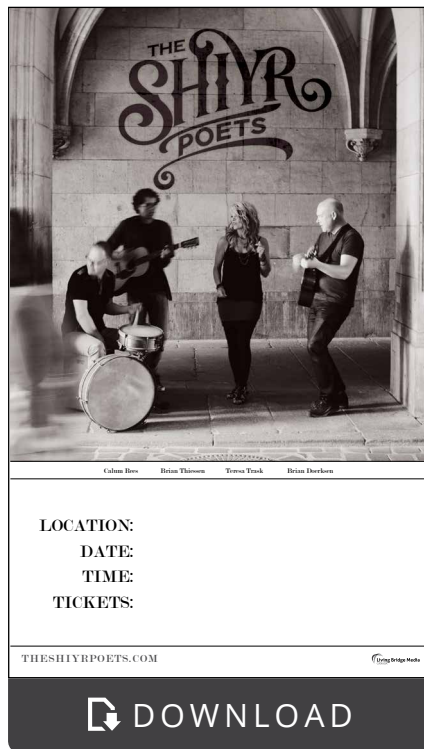 THE
SHIYR
POETS
Calum Rees Brian Thiessen Teresa Trask Brian Doerksen
LOCATION:
DATE:
TIME:
TICKETS:
THESHIYRPOETS.COM
Living Bridge Media
DOWNLOAD